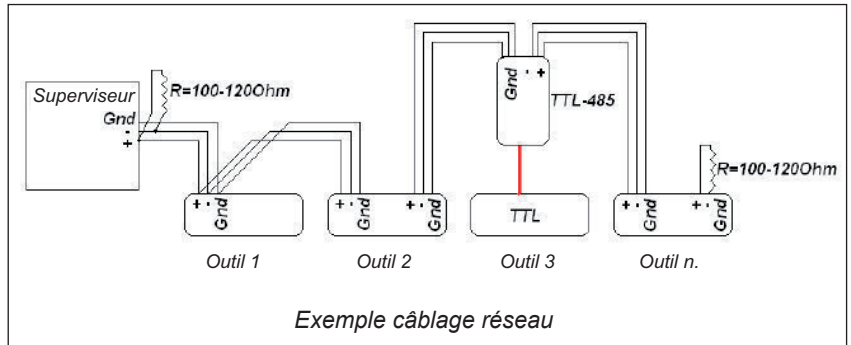 Superviseur
R=100-120Ohm
Gnd
-
+
Gnd - +
TTL-485
R=100-120Ohm
+ - Gnd
+ - Gnd
+ - Gnd
TTL
+ - Gnd
+ - Gnd
Outil 1
Outil 2
Outil 3
Outil n.
Exemple câblage réseau